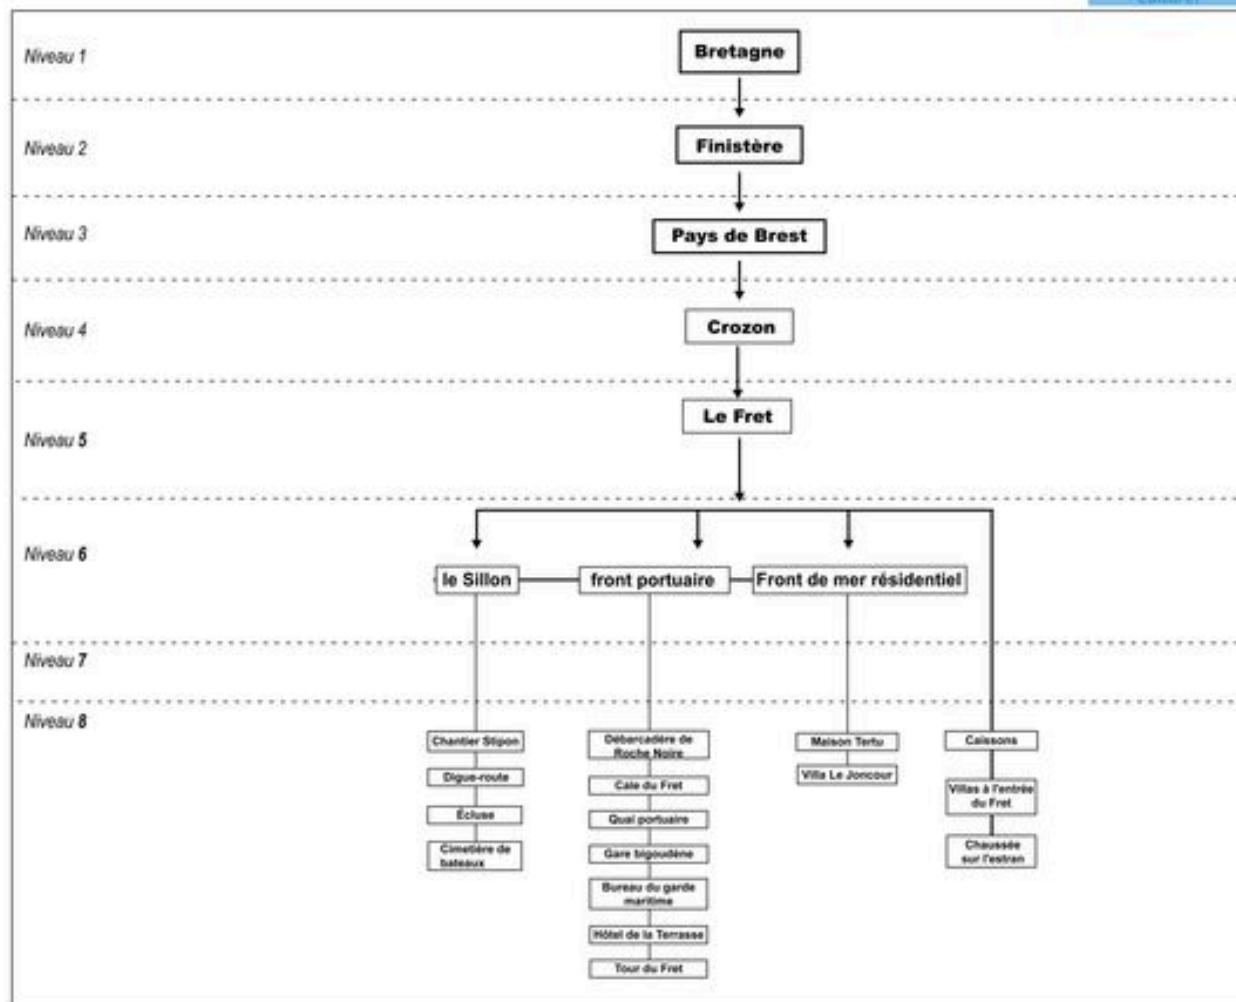 Niveau 1
Bretagne
Niveau 2
Finistère
Niveau 3
Pays de Brest
Niveau 4
Crozon
Niveau 5
Le Fret
Niveau 6
le Sillon
front portuaire
Front de mer résidentiel
Niveau 7
Niveau 8
Chantier Stipon
Digue-route
Écluse
Cimetière de
bateaux
Débarcadère de
Roche Noire
Cale du Fret
Quai portuaire
Gare bigoudène
Bureau du garde
maritime
Hôtel de la Terrasse
Tour du Fret
Maison Tertu
Villa Le Joncour
Caissons
Villas à l'entrée
du Fret
Chaussée
sur l'estran